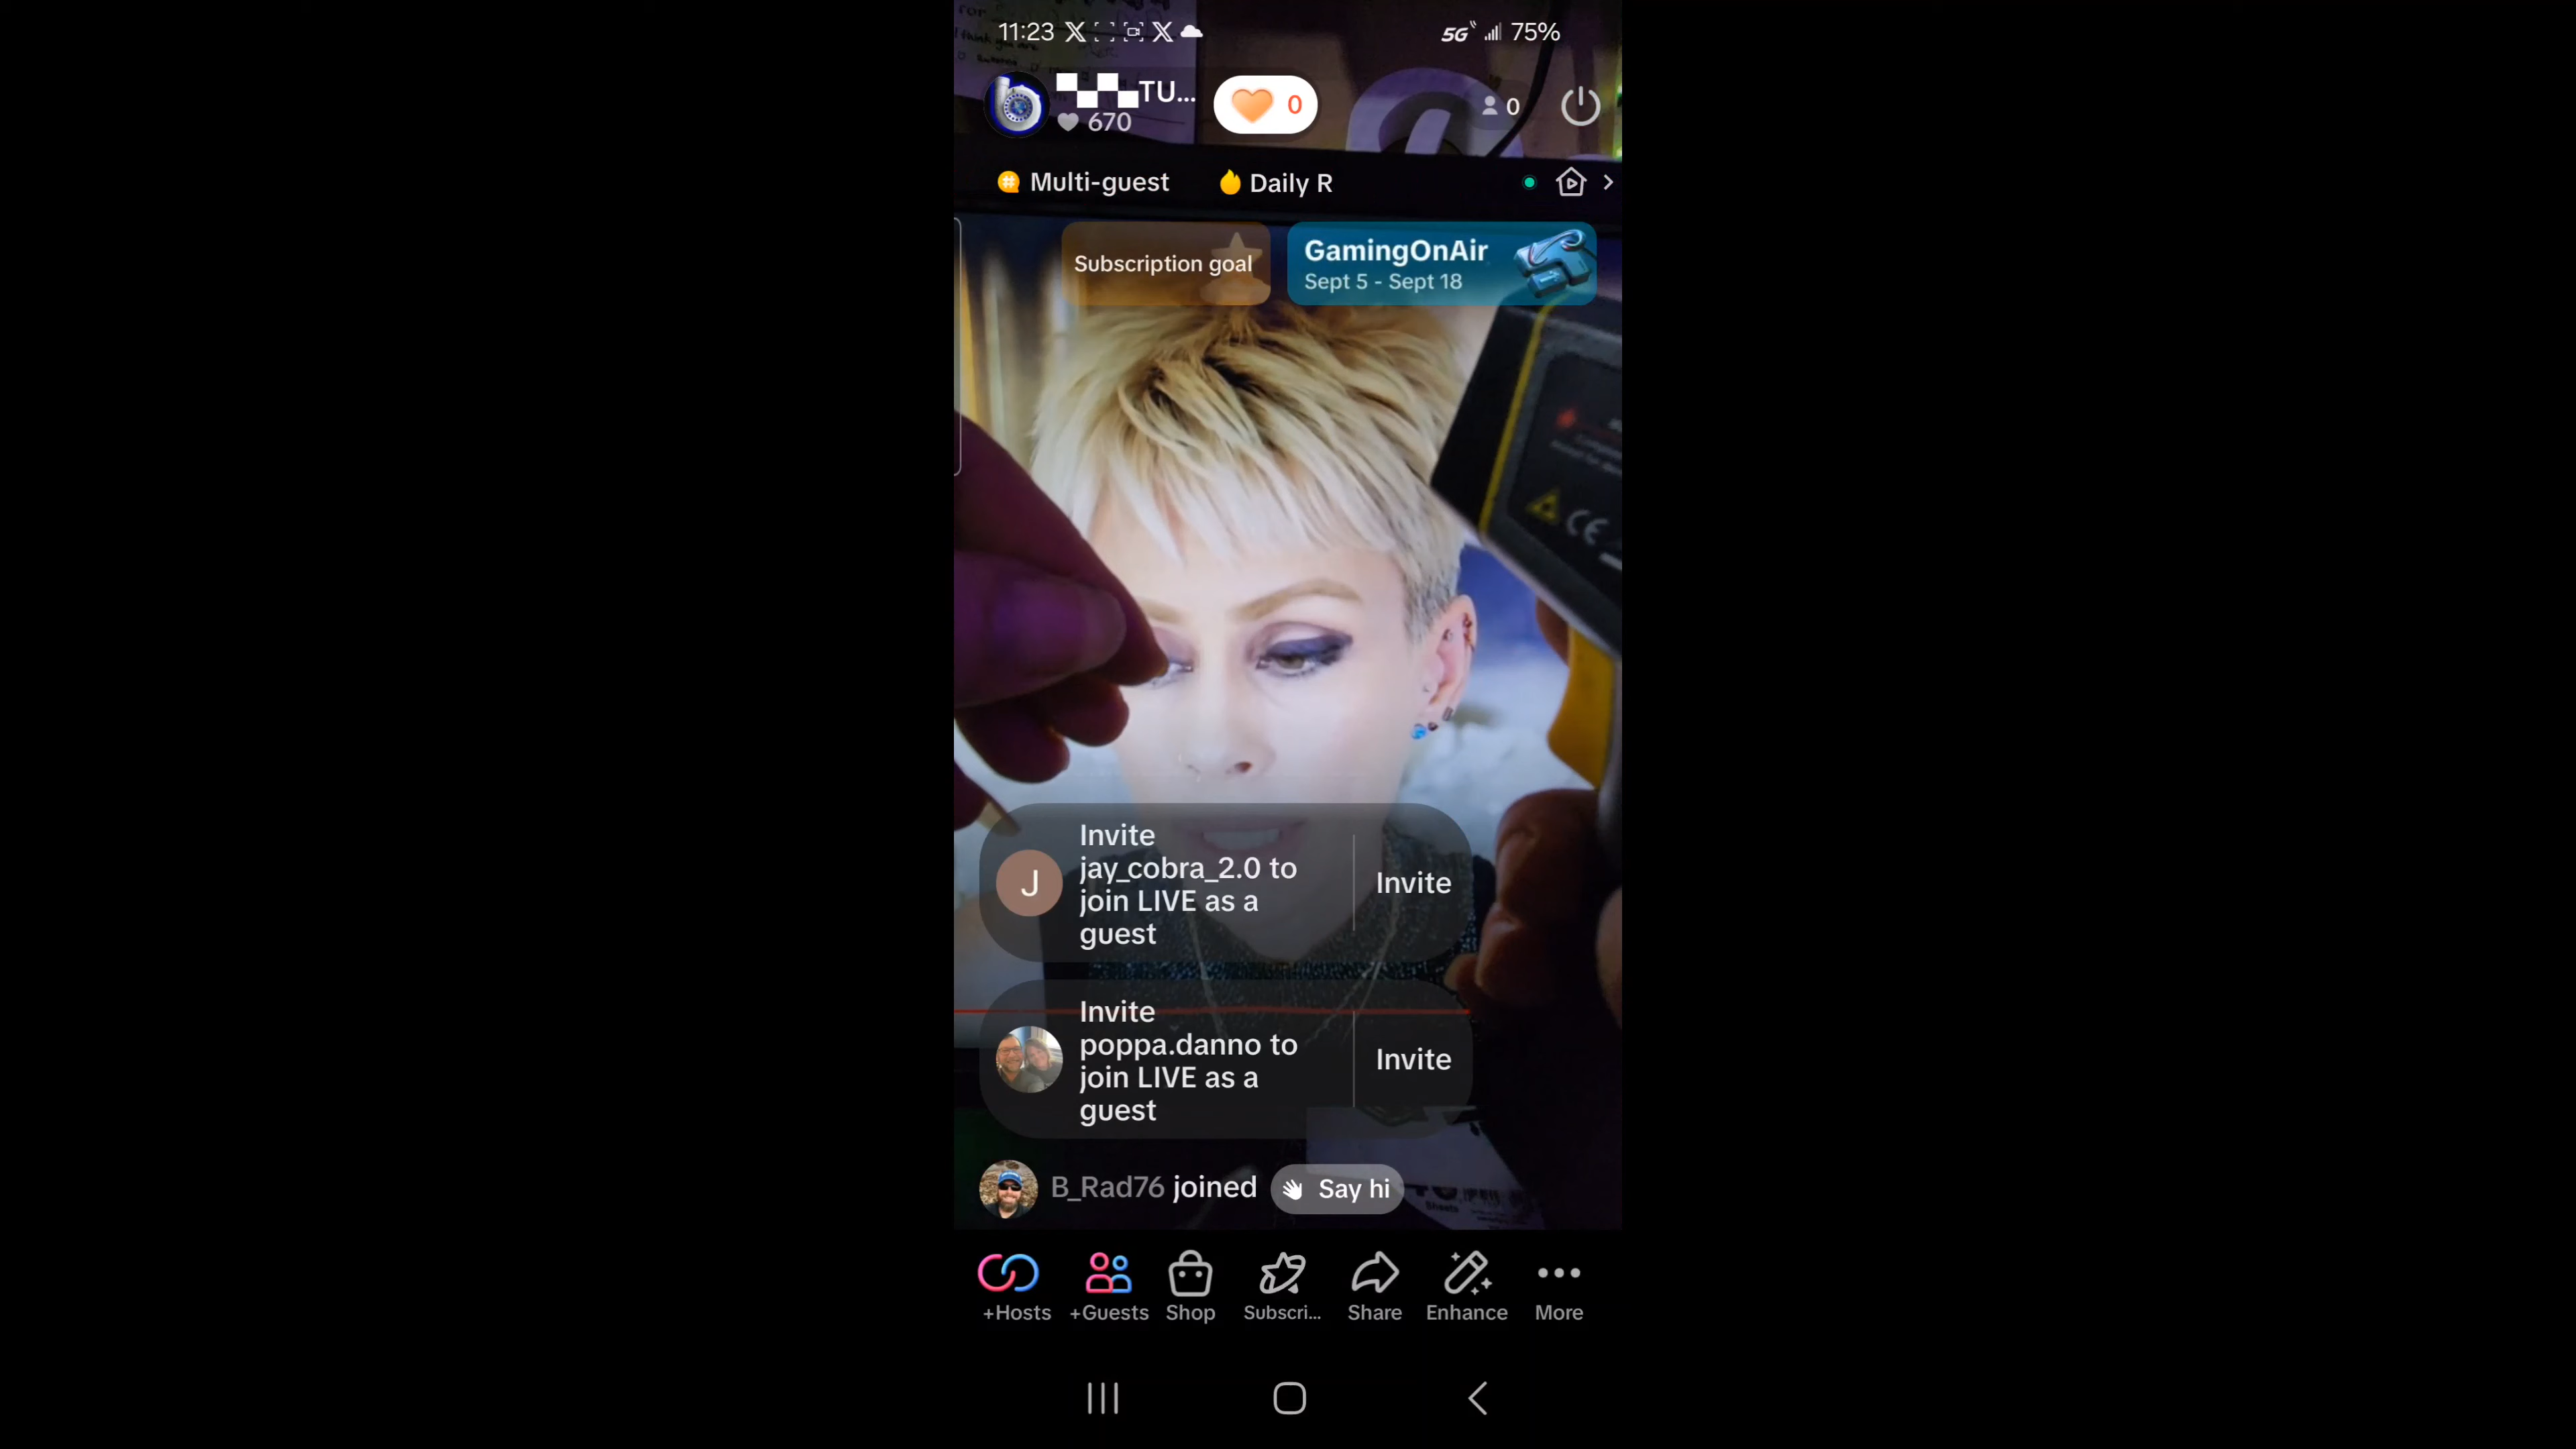 11:23
5G 75%
TU...
670
0
0
Multi-guest
Daily R
Subscription goal
GamingOnAir
Sept 5 - Sept 18
CE
J
Invite
jay_cobra_2.0 to
join LIVE as a
guest
Invite
Invite
poppa.danno to
join LIVE as a
guest
Invite
B_Rad76 joined
Say hi
Sheets
+Hosts
+Guests
Shop
Subscri...
Share
Enhance
More